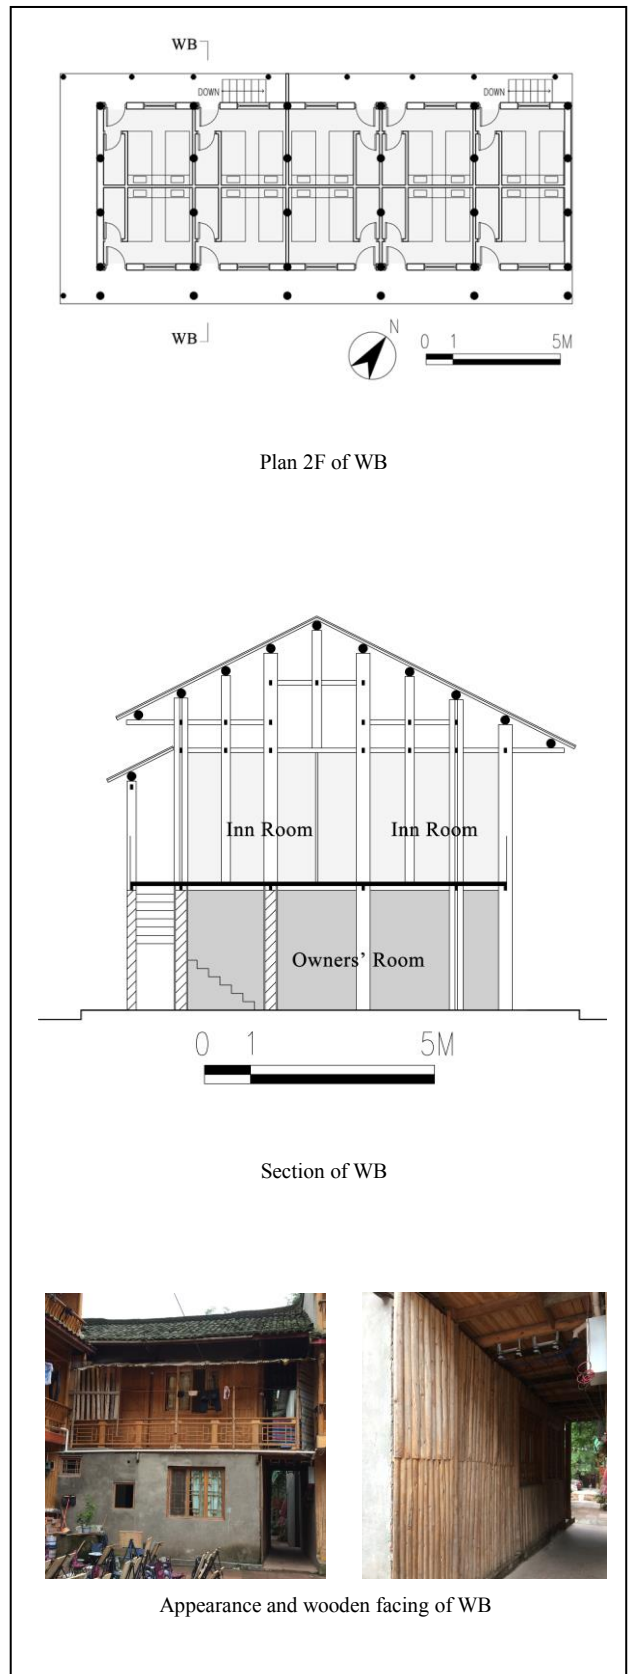 WB
DOWN
DOWN
WB
N
0 1 5M
Plan 2F of WB
Inn Room Inn Room
Owners’ Room
0 1 5M
Section of WB
Appearance and wooden facing of WB